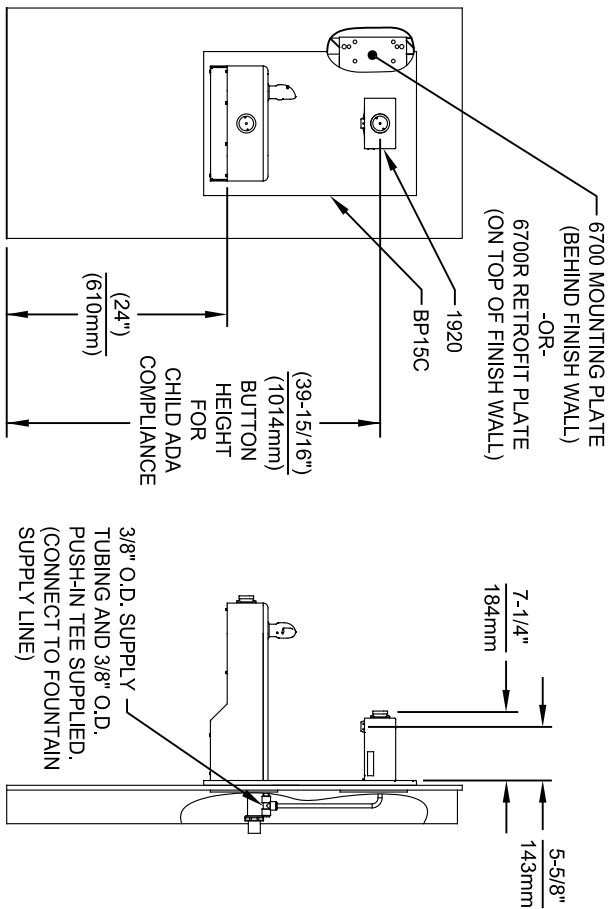 6700 MOUNTING PLATE
(BEHIND FINISH WALL)
-OR-
6700R RETROFIT PLATE
(ON TOP OF FINISH WALL)
1920
BP15C
(39-15/16")
(1014mm)
BUTTON
HEIGHT
FOR
CHILD ADA
COMPLIANCE
(24")
(610mm)
7-1/4"
184mm
5-5/8"
143mm
3/8" O.D. SUPPLY
TUBING AND 3/8" O.D.
PUSH-IN TEE SUPPLIED.
(CONNECT TO FOUNTAIN
SUPPLY LINE)